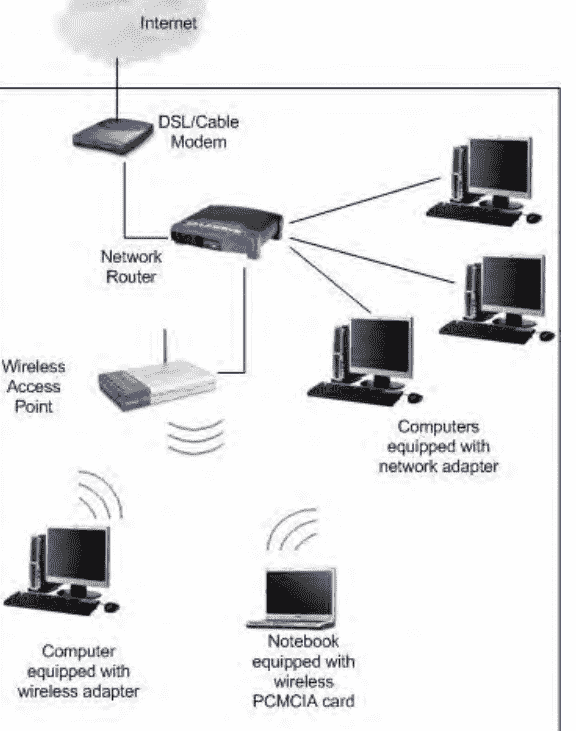 Internet
DSL/Cable
Modem
Network
Router
Wireless
Access
Point
Computers
equipped with
network adapter
Computer
equipped with
wireless adapter
Notebook
equipped with
wireless
PCMCIA card